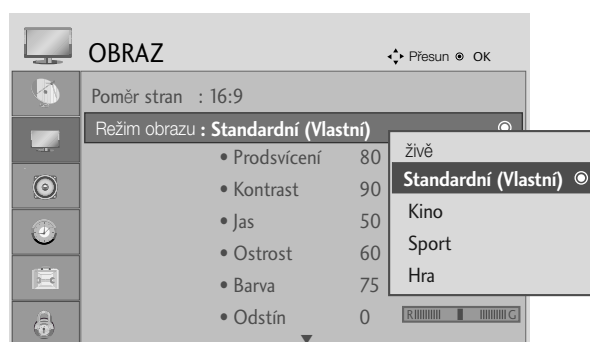 OBRAZ
Přesun OK
Poměr stran : 16:9
Režim obrazu : Standardní (Vlastní)
• Prodsvícení 80
• Kontrast 90
• Jas 50
• Ostrost 60
• Barva 75
• Odstín 0 R G
živě
Standardní (Vlastní)
Kino
Sport
Hra